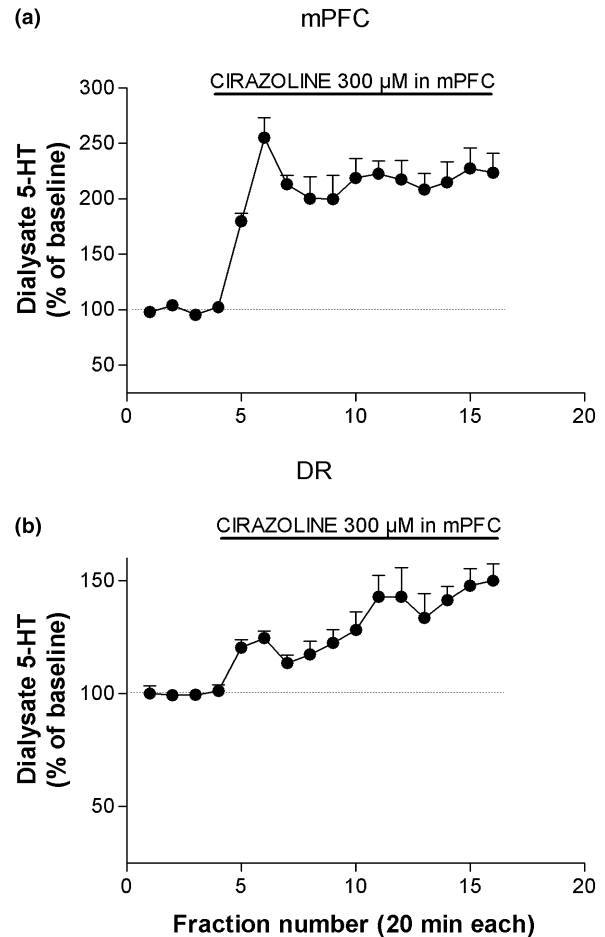 (a)
mPFC
CIRAZOLINE 300 µM in mPFC
300
250
200
150
100
50
Dialysate 5-HT
(% of baseline)
0
5
10
15
20
DR
(b)
CIRAZOLINE 300 µM in mPFC
150
100
50
Dialysate 5-HT
(% of baseline)
0
5
10
15
20
Fraction number (20 min each)